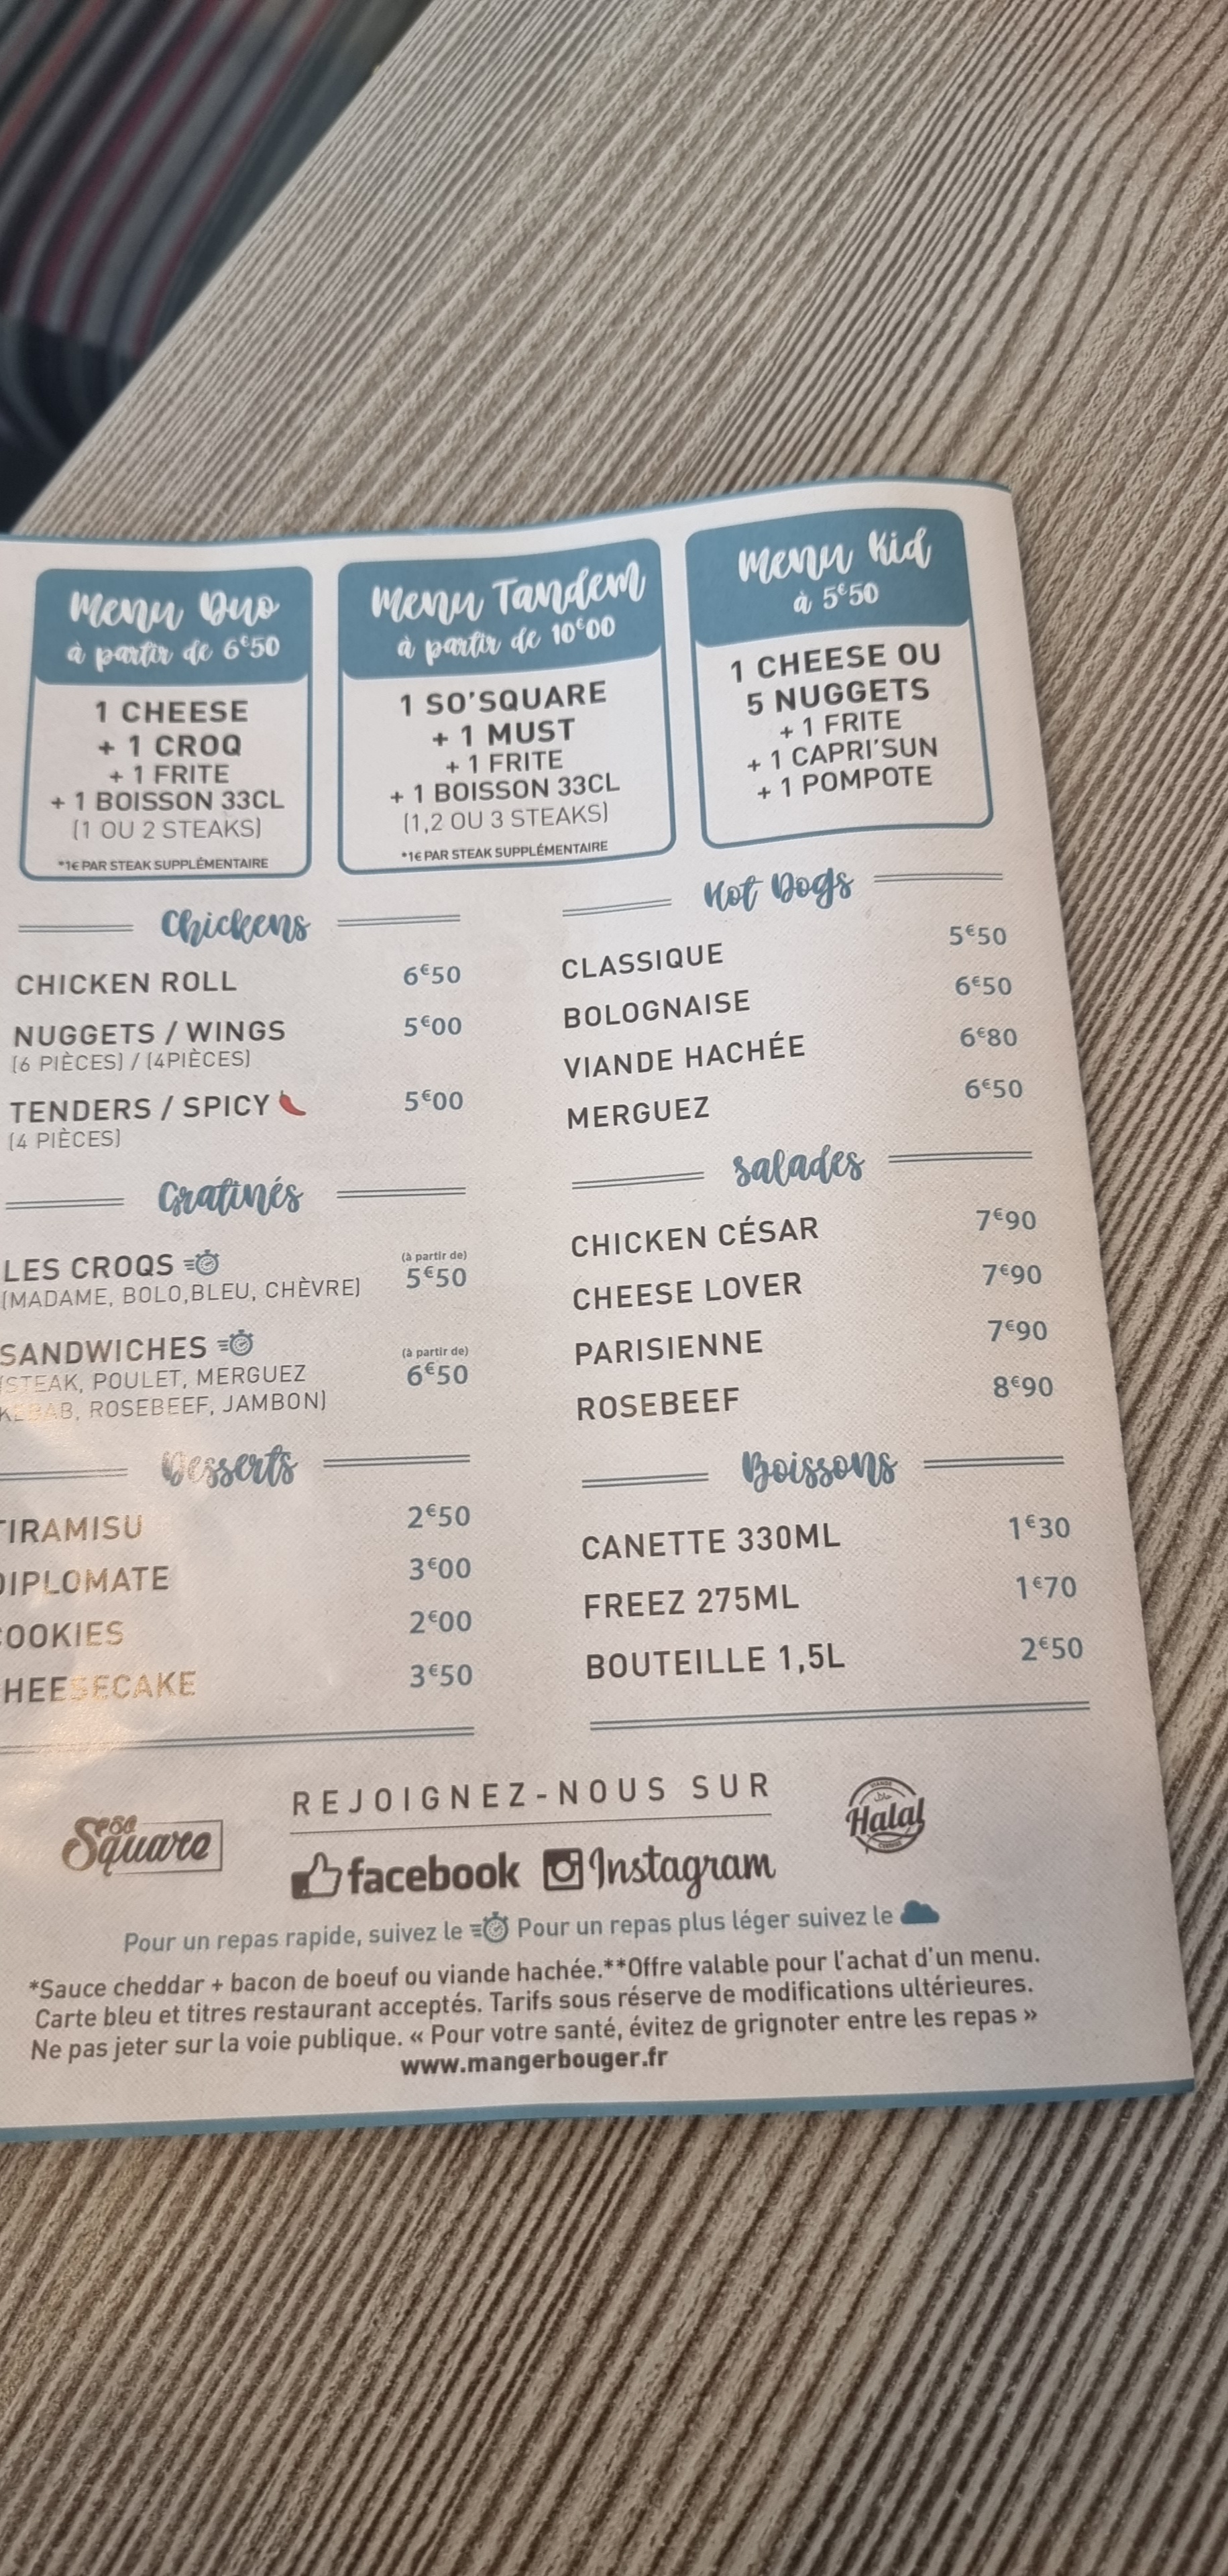 Menu Duo
à partir de 6€50
1 CHEESE
+ 1 CROQ
+ 1 FRITE
+ 1 BOISSON 33CL
(1 OU 2 STEAKS)
*1€ PAR STEAK SUPPLÉMENTAIRE
Menu Tandem
à partir de 10€00
1 SO'SQUARE
+ 1 MUST
+ 1 FRITE
+ 1 BOISSON 33CL
(1,2 OU 3 STEAKS)
*1€ PAR STEAK SUPPLÉMENTAIRE
Menu Kid
à 5€50
1 CHEESE OU
5 NUGGETS
+ 1 FRITE
+ 1 CAPRI'SUN
+ 1 POMPOTE
Chickens
CHICKEN ROLL 6€50
NUGGETS / WINGS 5€00
(6 PIÈCES) / (4PIÈCES)
TENDERS / SPICY 5€00
(4 PIÈCES)
Gratinés
LES CROQS (à partir de) 5€50
(MADAME, BOLO,BLEU, CHÈVRE)
SANDWICHES (à partir de) 6€50
(STEAK, POULET, MERGUEZ
KEBAB, ROSEBEEF, JAMBON)
Desserts
TIRAMISU 2€50
DIPLOMATE 3€00
COOKIES 2€00
HEESECAKE 3€50
Hot Dogs
CLASSIQUE 5€50
BOLOGNAISE 6€50
VIANDE HACHÉE 6€80
MERGUEZ 6€50
Salades
CHICKEN CÉSAR 7€90
CHEESE LOVER 7€90
PARISIENNE 7€90
ROSEBEEF 8€90
Boissons
CANETTE 330ML 1€30
FREEZ 275ML 1€70
BOUTEILLE 1,5L 2€50
So Square
REJOIGNEZ-NOUS SUR
facebook Instagram
Halal
Pour un repas rapide, suivez le Pour un repas plus léger suivez le
*Sauce cheddar + bacon de boeuf ou viande hachée.**Offre valable pour l'achat d'un menu.
Carte bleu et titres restaurant acceptés. Tarifs sous réserve de modifications ultérieures.
Ne pas jeter sur la voie publique. « Pour votre santé, évitez de grignoter entre les repas »
www.mangerbouger.fr